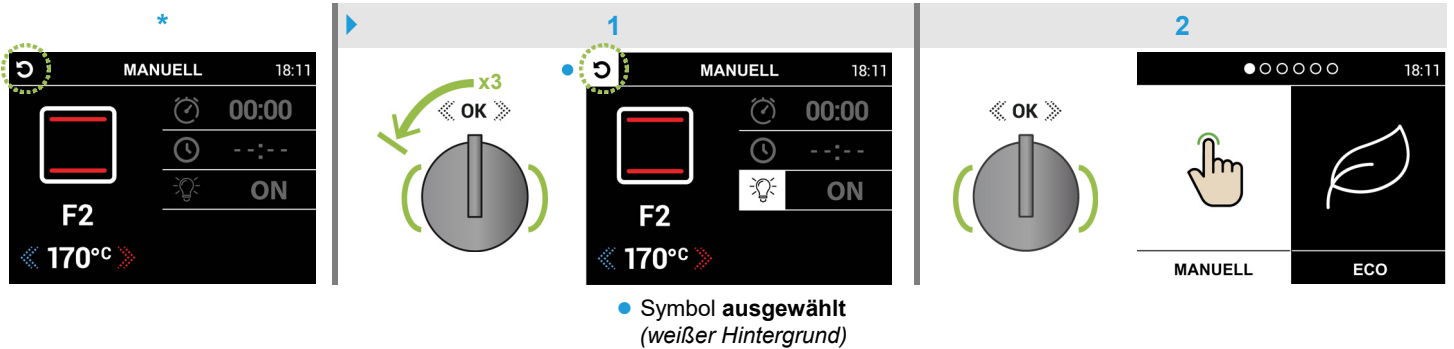 *
1
2
MANUELL 18:11
00:00
--:--
ON
F2
170°C
x3
OK
MANUELL 18:11
00:00
--:--
ON
F2
170°C
Symbol ausgewählt
(weißer Hintergrund)
OK
18:11
MANUELL
ECO